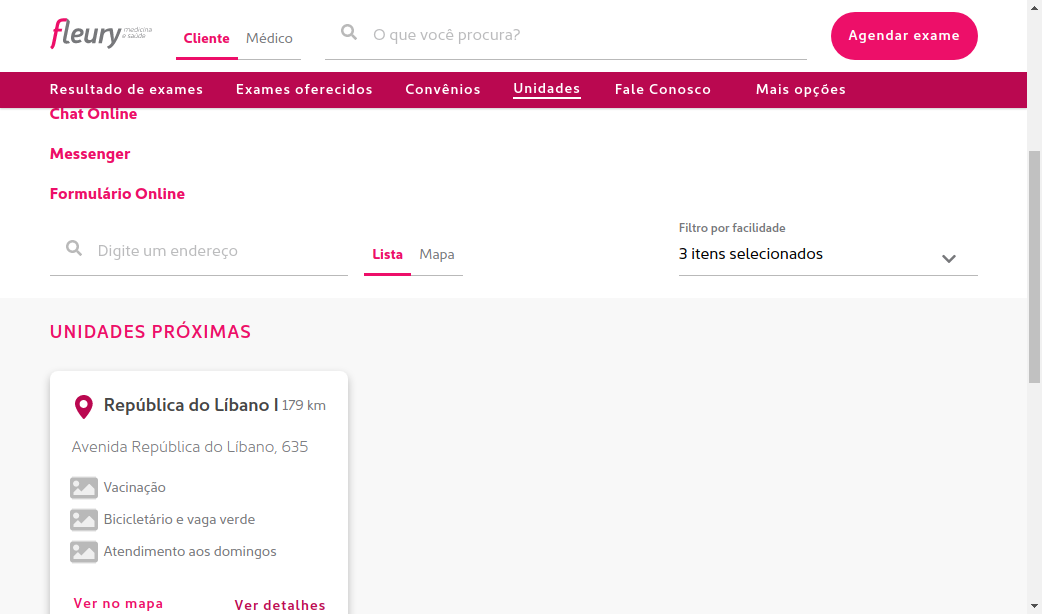 fleury medicina e saúde
Cliente Médico
O que você procura?
Agendar exame
Resultado de exames Exames oferecidos Convênios Unidades Fale Conosco Mais opções
Chat Online
Messenger
Formulário Online
Digite um endereço
Lista Mapa
Filtro por facilidade
3 itens selecionados
UNIDADES PRÓXIMAS
República do Líbano I 179 km
Avenida República do Líbano, 635
Vacinação
Bicicletário e vaga verde
Atendimento aos domingos
Ver no mapa Ver detalhes